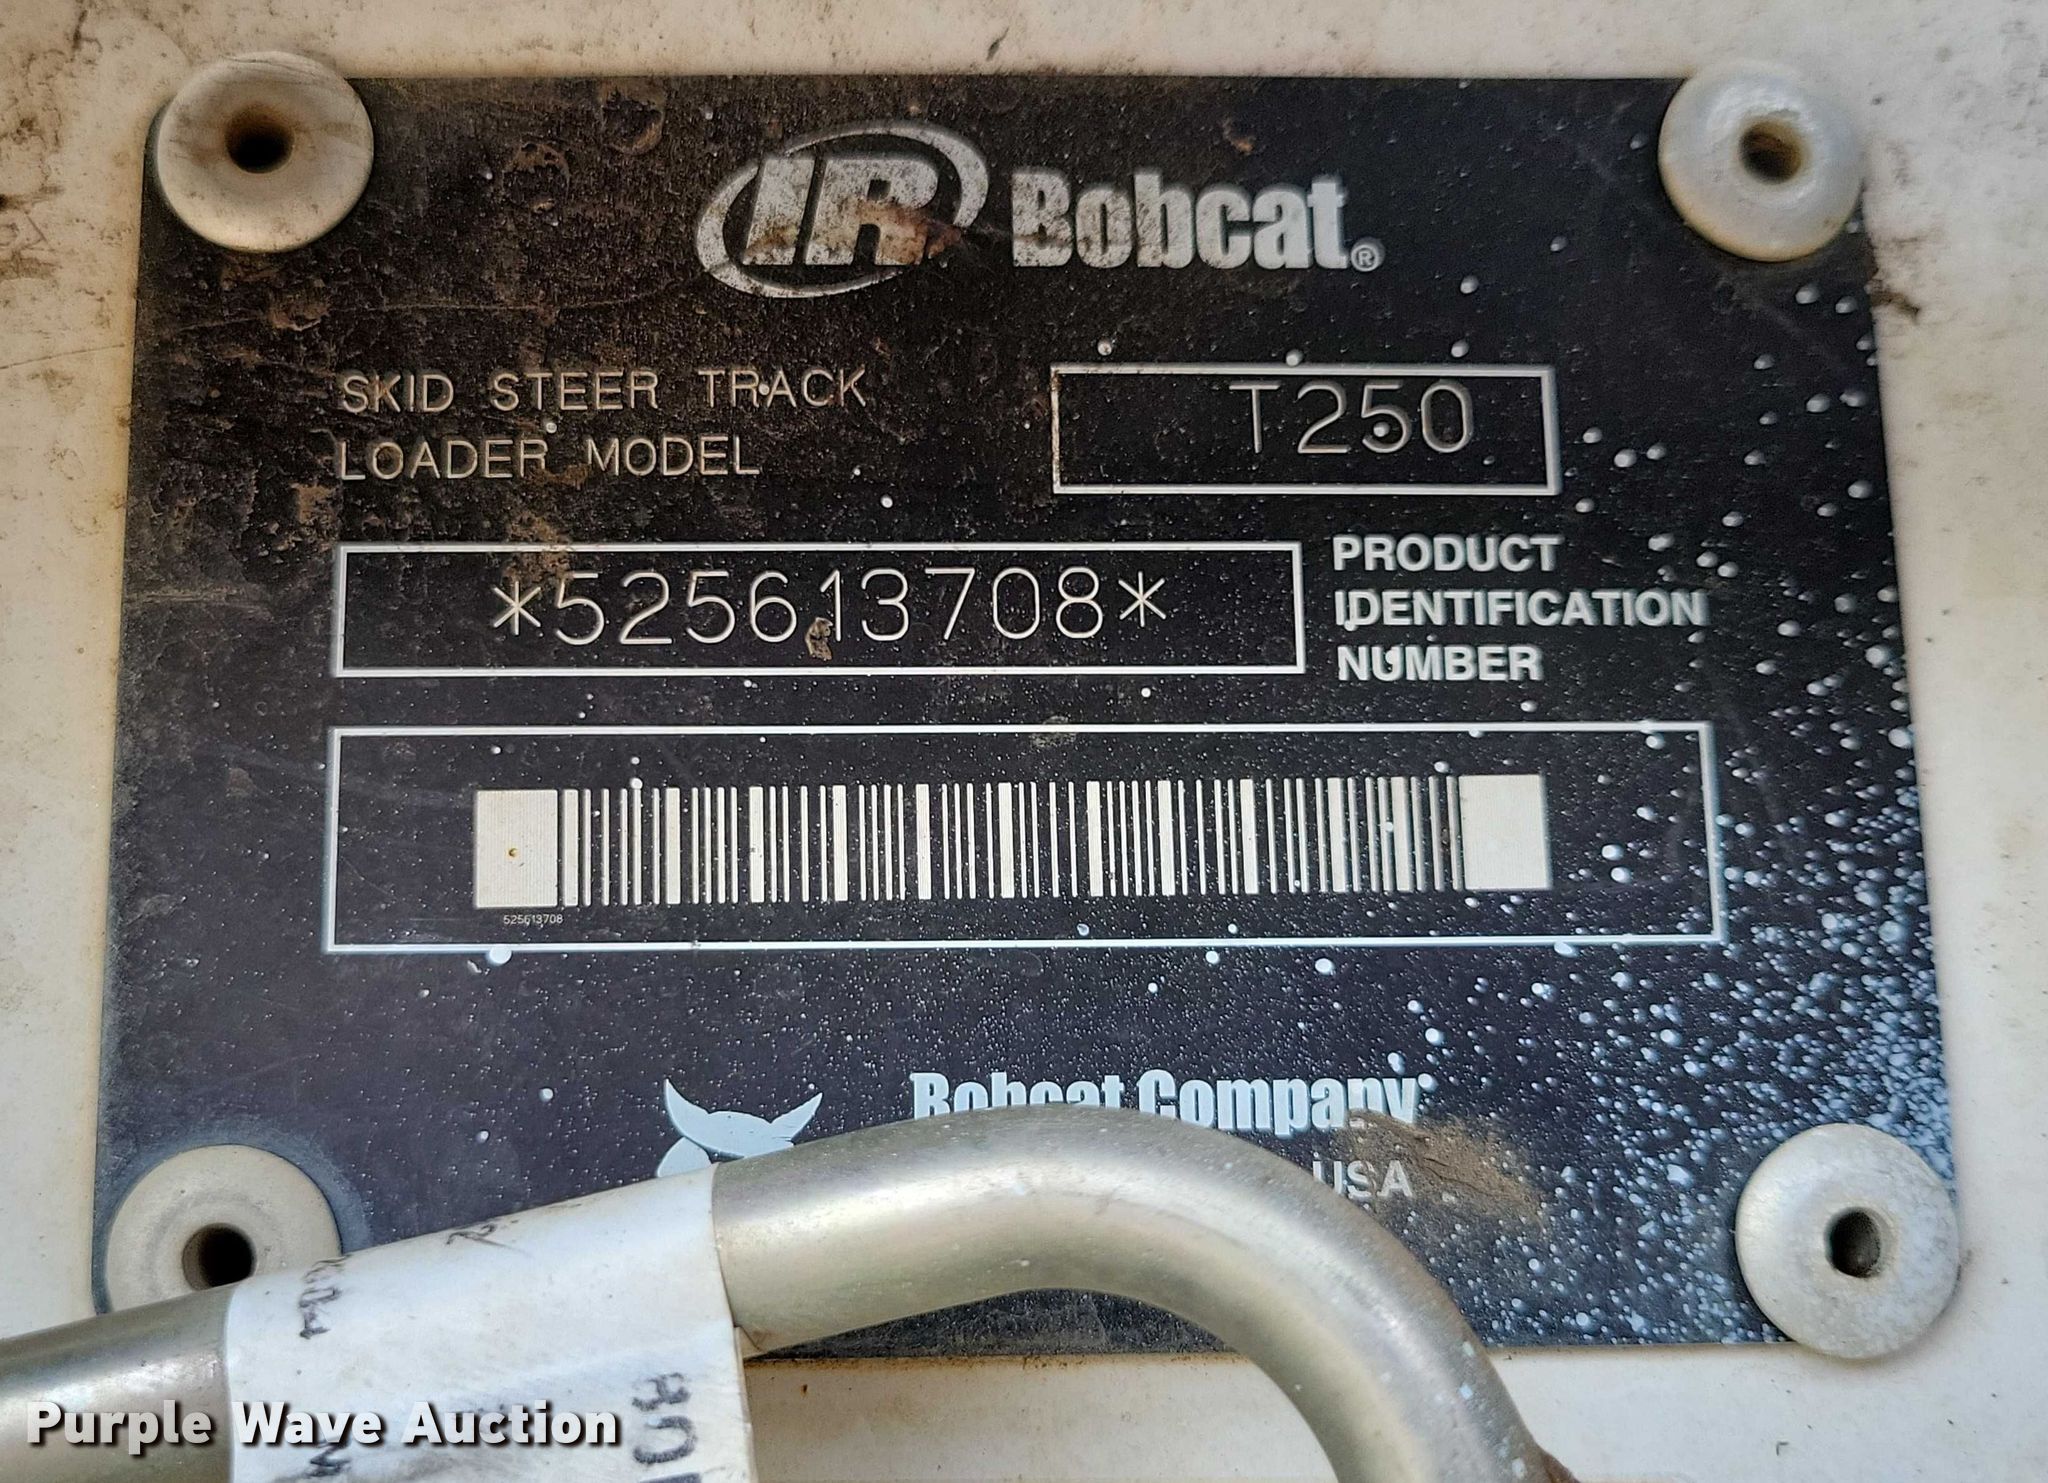 IR Bobcat®
SKID STEER TRACK
LOADER MODEL
T250
*525613708*
PRODUCT
IDENTIFICATION
NUMBER
525613708
Bobcat Company
USA
Purple Wave Auction